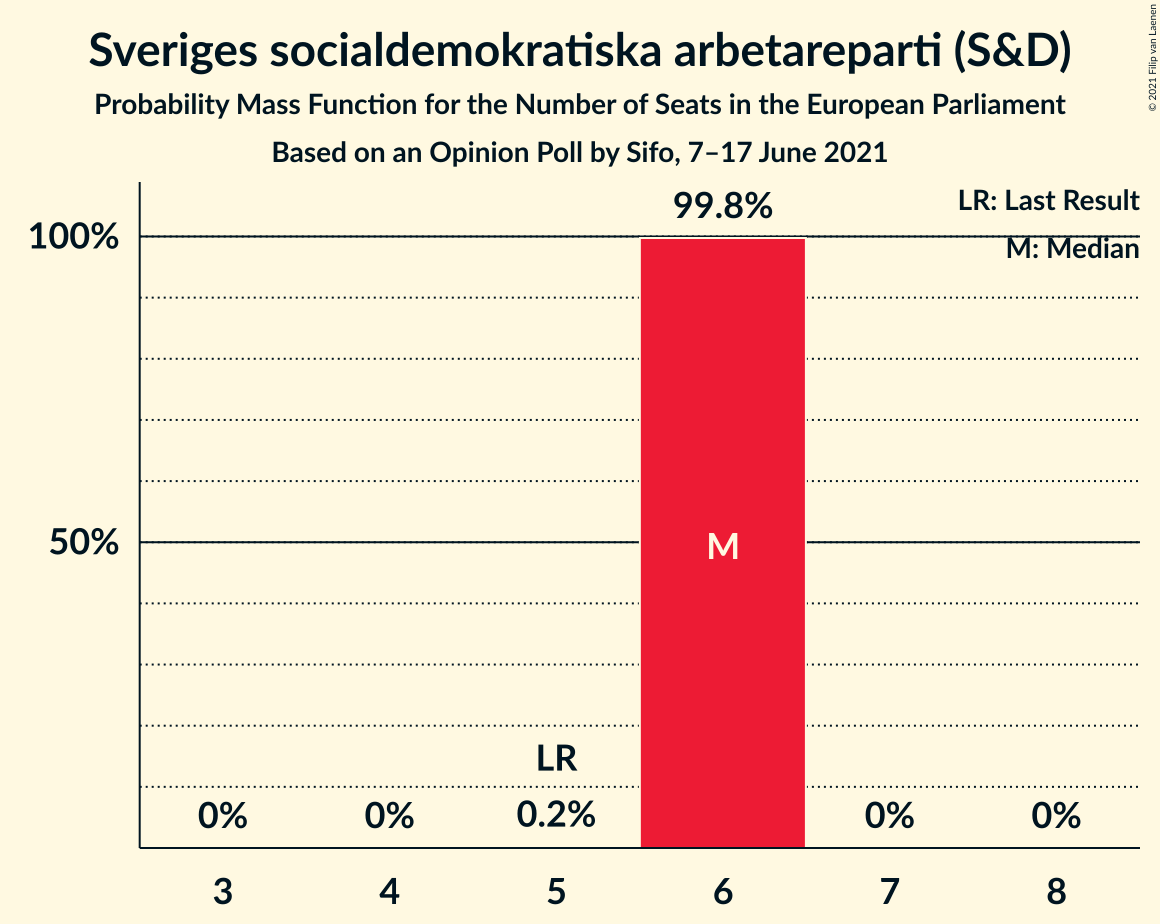 Sveriges socialdemokratiska arbetareparti (S&D)
Probability Mass Function for the Number of Seats in the European Parliament
Based on an Opinion Poll by Sifo, 7–17 June 2021
© 2021 Filip van Laenen
LR: Last Result
M: Median
99.8%
100%
50%
M
LR
0% 0% 0.2% 0% 0%
3 4 5 6 7 8